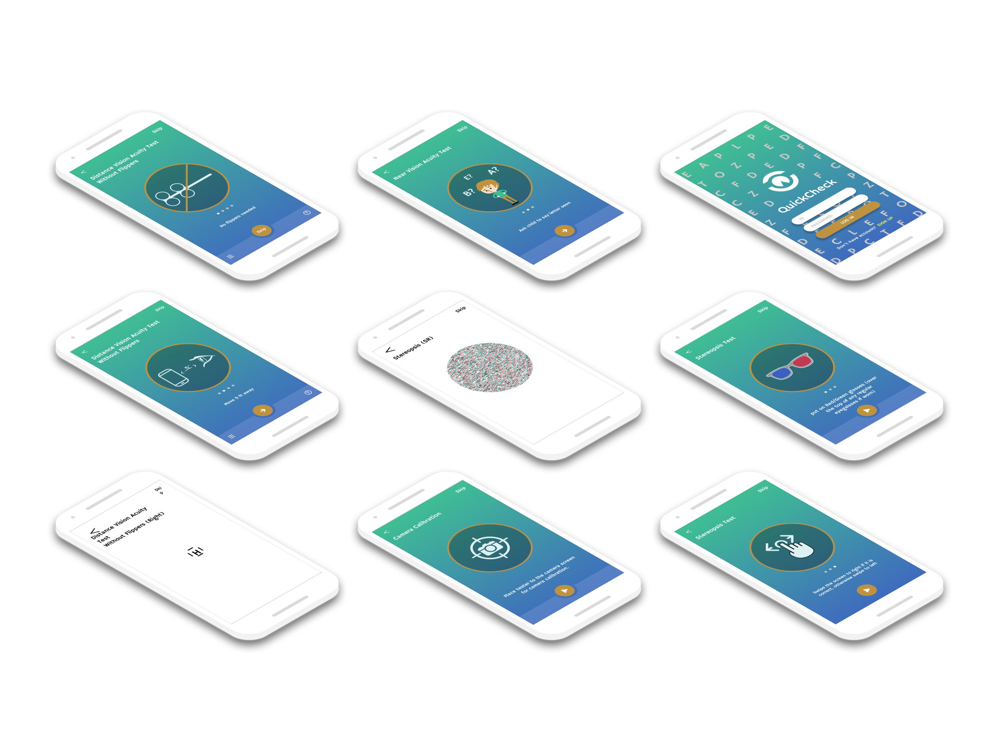 Skip
<
Distance Vision Acuity Test
Without Flippers
No flippers needed
Skip
?
Skip
<
Near Vision Acuity Test
B? E? A?
Ask child to say letter seen
E A P L P E
T O Z P E D
C F D E D F
C Z P F
E D F C
Z P
F Z
D T
E C L E F O
D P C T F D
QuickCheck
ID
PASSWORD:
LOG IN
Don't have account? SIGN UP
Skip
<
Distance Vision Acuity Test
Without Flippers
5'
Move 5 ft away
?
Skip
<
Stereopsis (SR)
Skip
<
Stereopsis Test
put on Red/Green glasses (over
the top of any regular
eyegalsses if worn)
Ski
p
<
Distance Vision Acuity
Test
Without Flippers (Right)
H
Skip
<
Camera Calibration
Place tester to the camera screen
for camera calibration.
Skip
<
Stereopsis Test
Swipe the screen to right if it is
correct, otherwise swipe to left